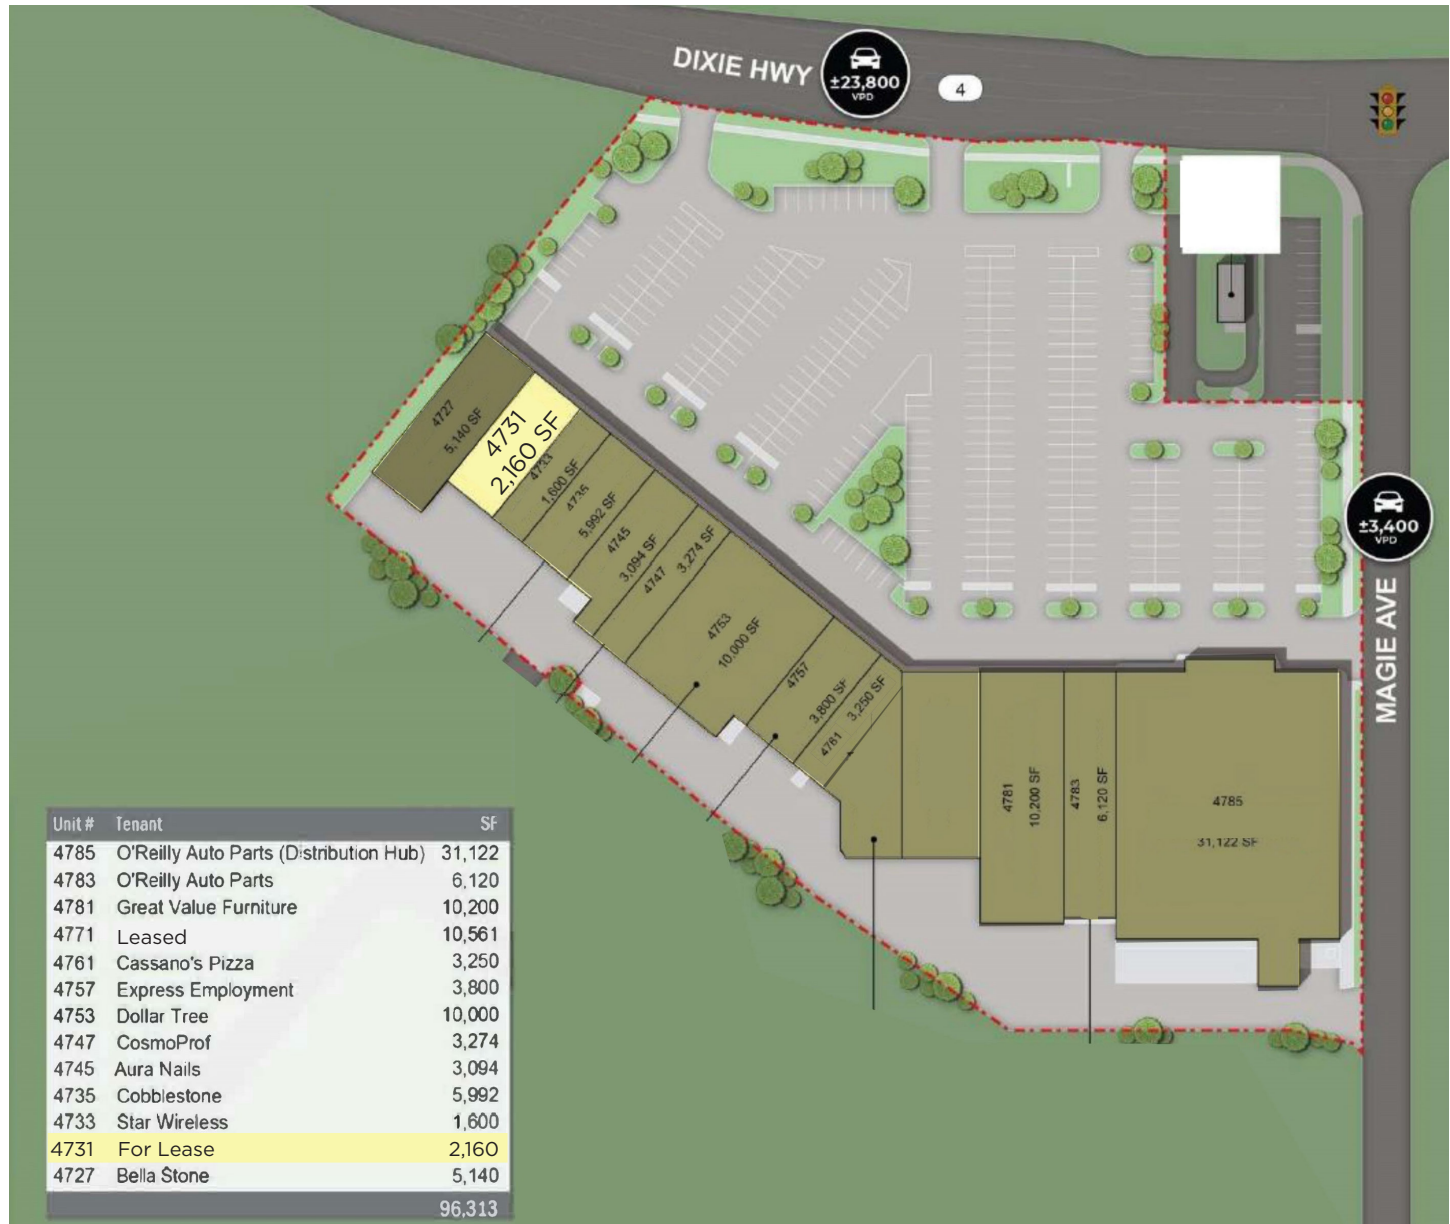 DIXIE HWY
±23,800
VPD
4
4727
5,140 SF
4731
2,160 SF
4733
1,600 SF
4735
5,992 SF
4745
3,094 SF
4747
3,274 SF
4753
10,000 SF
4757
3,800 SF
4761
3,250 SF
4781
10,200 SF
4783
6,120 SF
4785
31,122 SF
±3,400
VPD
MAGIE AVE
Unit # Tenant SF
4785 O'Reilly Auto Parts (Distribution Hub) 31,122
4783 O'Reilly Auto Parts 6,120
4781 Great Value Furniture 10,200
4771 Leased 10,561
4761 Cassano's Pizza 3,250
4757 Express Employment 3,800
4753 Dollar Tree 10,000
4747 CosmoProf 3,274
4745 Aura Nails 3,094
4735 Cobblestone 5,992
4733 Star Wireless 1,600
4731 For Lease 2,160
4727 Bella Stone 5,140
96,313